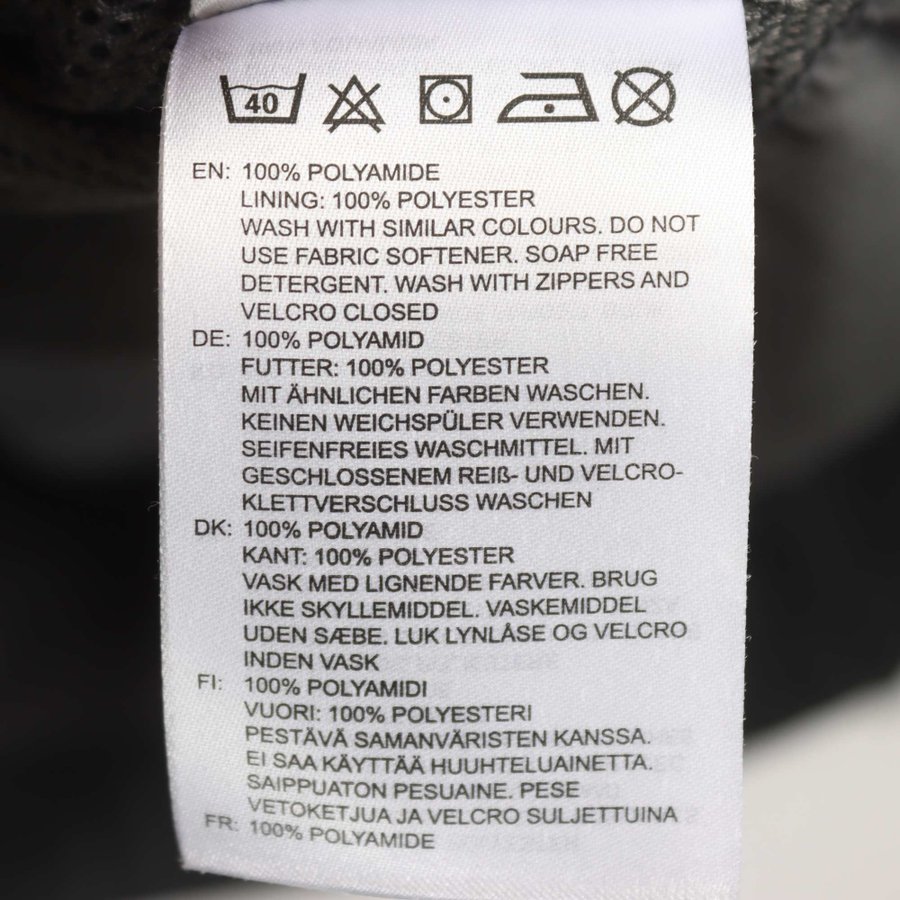 40
EN: 100% POLYAMIDE
LINING: 100% POLYESTER
WASH WITH SIMILAR COLOURS. DO NOT
USE FABRIC SOFTENER. SOAP FREE
DETERGENT. WASH WITH ZIPPERS AND
VELCRO CLOSED
DE: 100% POLYAMID
FUTTER: 100% POLYESTER
MIT ÄHNLICHEN FARBEN WASCHEN.
KEINEN WEICHSPÜLER VERWENDEN.
SEIFENFREIES WASCHMITTEL. MIT
GESCHLOSSENEM REIß- UND VELCRO-
KLETTVERSCHLUSS WASCHEN
DK: 100% POLYAMID
KANT: 100% POLYESTER
VASK MED LIGNENDE FARVER. BRUG
IKKE SKYLLEMIDDEL. VASKEMIDDEL
UDEN SÆBE. LUK LYNLÅSE OG VELCRO
INDEN VASK
FI: 100% POLYAMIDI
VUORI: 100% POLYESTERI
PESTÄVÄ SAMANVÄRISTEN KANSSA.
EI SAA KÄYTTÄÄ HUUHTELUAINETTA.
SAIPPUATON PESUAINE. PESE
VETOKETJUA JA VELCRO SULJETTUINA
FR: 100% POLYAMIDE